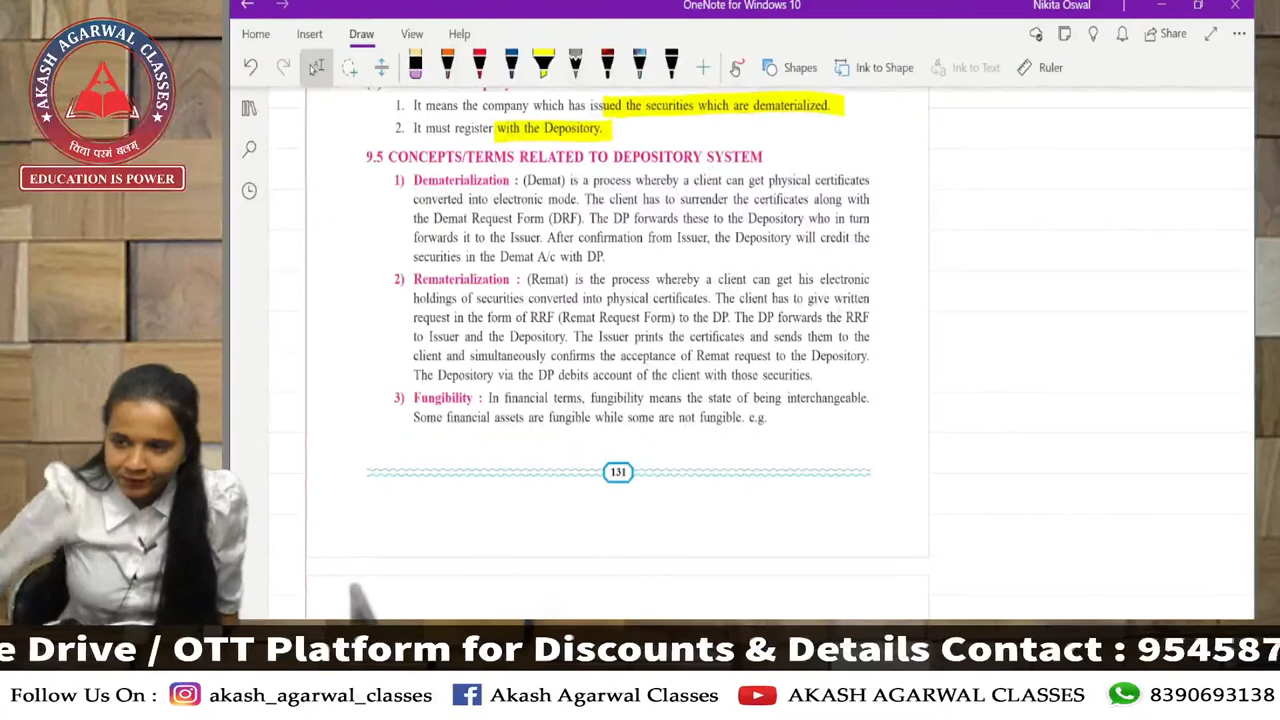 OneNote for Windows 10
Nikita Oswal
Home Insert Draw View Help
Share
Shapes Ink to Shape Ink to Text Ruler
AKASH AGARWAL CLASSES
विद्या परमं बलम्
EDUCATION IS POWER
1. It means the company which has issued the securities which are dematerialized.
2. It must register with the Depository.
9.5 CONCEPTS/TERMS RELATED TO DEPOSITORY SYSTEM
1) Dematerialization : (Demat) is a process whereby a client can get physical certificates
converted into electronic mode. The client has to surrender the certificates along with
the Demat Request Form (DRF). The DP forwards these to the Depository who in turn
forwards it to the Issuer. After confirmation from Issuer, the Depository will credit the
securities in the Demat A/c with DP.
2) Rematerialization : (Remat) is the process whereby a client can get his electronic
holdings of securities converted into physical certificates. The client has to give written
request in the form of RRF (Remat Request Form) to the DP. The DP forwards the RRF
to Issuer and the Depository. The Issuer prints the certificates and sends them to the
client and simultaneously confirms the acceptance of Remat request to the Depository.
The Depository via the DP debits account of the client with those securities.
3) Fungibility : In financial terms, fungibility means the state of being interchangeable.
Some financial assets are fungible while some are not fungible. e.g.
131
e Drive / OTT Platform for Discounts & Details Contact : 954587
Follow Us On : akash_agarwal_classes Akash Agarwal Classes AKASH AGARWAL CLASSES 8390693138